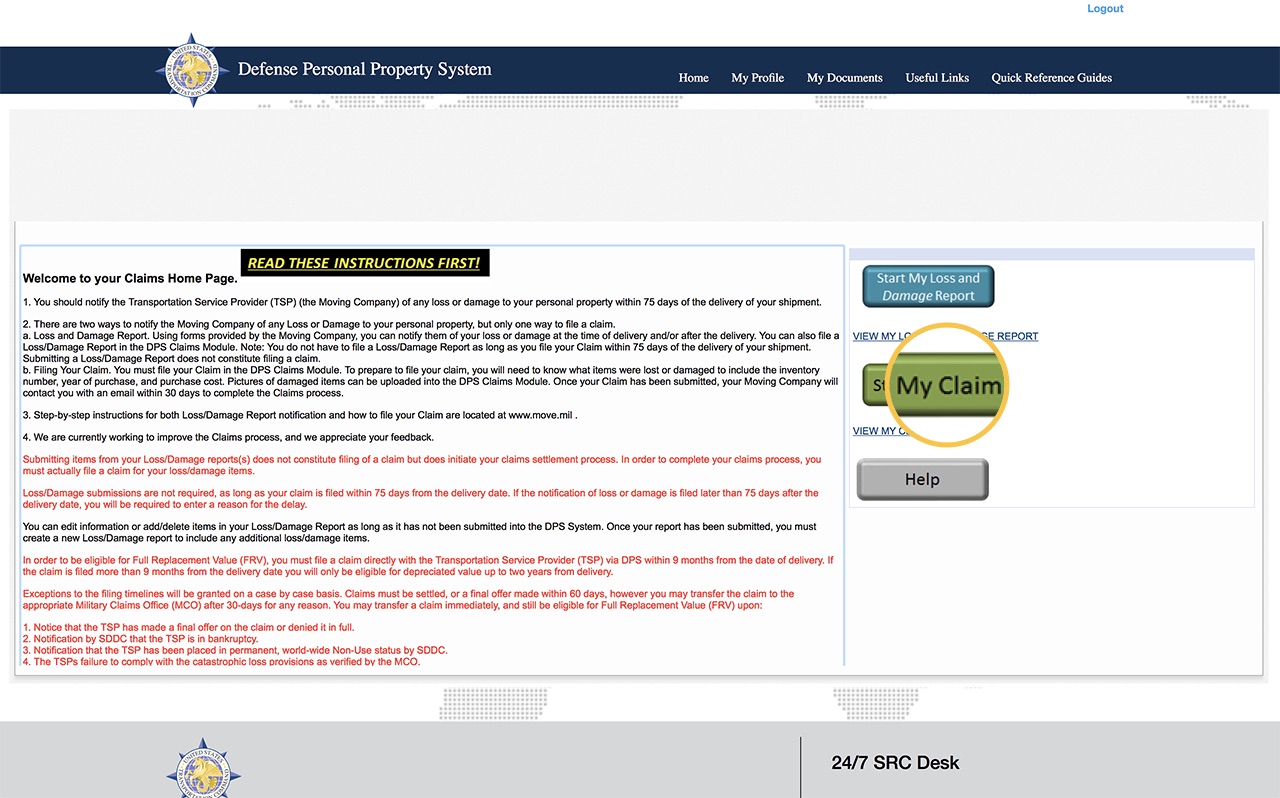 Logout
Defense Personal Property System
Home My Profile My Documents Useful Links Quick Reference Guides
READ THESE INSTRUCTIONS FIRST!
Welcome to your Claims Home Page.
1. You should notify the Transportation Service Provider (TSP) (the Moving Company) of any loss or damage to your personal property within 75 days of the delivery of your shipment.
2. There are two ways to notify the Moving Company of any Loss or Damage to your personal property, but only one way to file a claim.
a. Loss and Damage Report. Using forms provided by the Moving Company, you can notify them of your loss or damage at the time of delivery and/or after the delivery. You can also file a
Loss/Damage Report in the DPS Claims Module. Note: You do not have to file a Loss/Damage Report as long as you file your Claim within 75 days of the delivery of your shipment.
Submitting a Loss/Damage Report does not constitute filing a claim.
b. Filing Your Claim. You must file your Claim in the DPS Claims Module. To prepare to file your claim, you will need to know what items were lost or damaged to include the inventory
number, year of purchase, and purchase cost. Pictures of damaged items can be uploaded into the DPS Claims Module. Once your Claim has been submitted, your Moving Company will
contact you with an email within 30 days to complete the Claims process.
3. Step-by-step instructions for both Loss/Damage Report notification and how to file your Claim are located at www.move.mil .
4. We are currently working to improve the Claims process, and we appreciate your feedback.
Submitting items from your Loss/Damage reports(s) does not constitute filing of a claim but does initiate your claims settlement process. In order to complete your claims process, you
must actually file a claim for your loss/damage items.
Loss/Damage submissions are not required, as long as your claim is filed within 75 days from the delivery date. If the notification of loss or damage is filed later than 75 days after the
delivery date, you will be required to enter a reason for the delay.
You can edit information or add/delete items in your Loss/Damage Report as long as it has not been submitted into the DPS System. Once your report has been submitted, you must
create a new Loss/Damage report to include any additional loss/damage items.
In order to be eligible for Full Replacement Value (FRV), you must file a claim directly with the Transportation Service Provider (TSP) via DPS within 9 months from the date of delivery. If
the claim is filed more than 9 months from the delivery date you will only be eligible for depreciated value up to two years from delivery.
Exceptions to the filing timelines will be granted on a case by case basis. Claims must be settled, or a final offer made within 60 days, however you may transfer the claim to the
appropriate Military Claims Office (MCO) after 30-days for any reason. You may transfer a claim immediately, and still be eligible for Full Replacement Value (FRV) upon:
1. Notice that the TSP has made a final offer on the claim or denied it in full.
2. Notification by SDDC that the TSP is in bankruptcy.
3. Notification that the TSP has been placed in permanent, world-wide Non-Use status by SDDC.
4. The TSPs failure to comply with the catastrophic loss provisions as verified by the MCO.
Start My Loss and
Damage Report
VIEW MY LO E REPORT
St My Claim
VIEW MY C
Help
UNITED STATES
24/7 SRC Desk